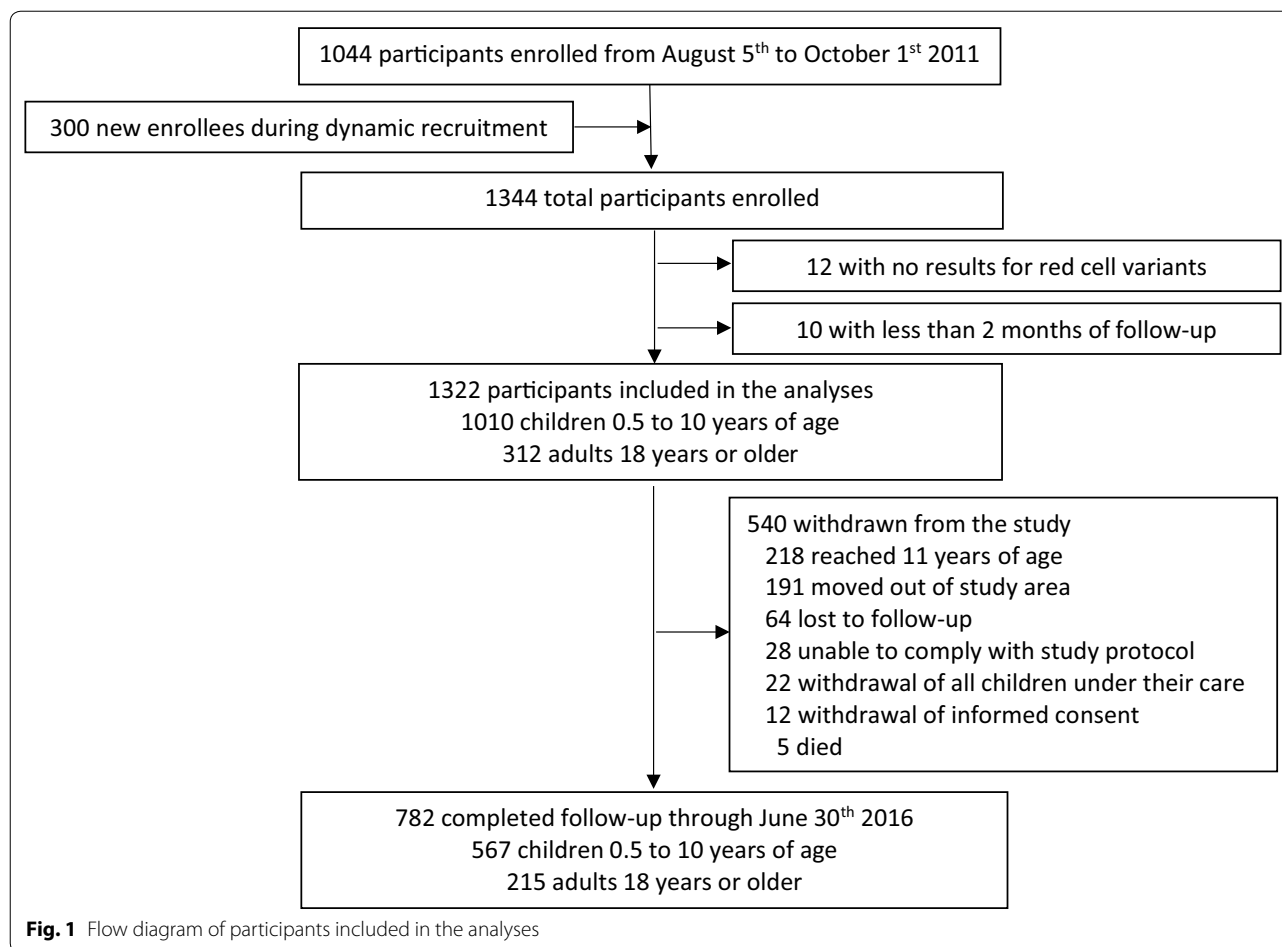 1044 participants enrolled from August 5th to October 1st 2011
300 new enrollees during dynamic recruitment
1344 total participants enrolled
12 with no results for red cell variants
10 with less than 2 months of follow-up
1322 participants included in the analyses
1010 children 0.5 to 10 years of age
312 adults 18 years or older
540 withdrawn from the study
218 reached 11 years of age
191 moved out of study area
64 lost to follow-up
28 unable to comply with study protocol
22 withdrawal of all children under their care
12 withdrawal of informed consent
5 died
782 completed follow-up through June 30th 2016
567 children 0.5 to 10 years of age
215 adults 18 years or older
Fig. 1 Flow diagram of participants included in the analyses